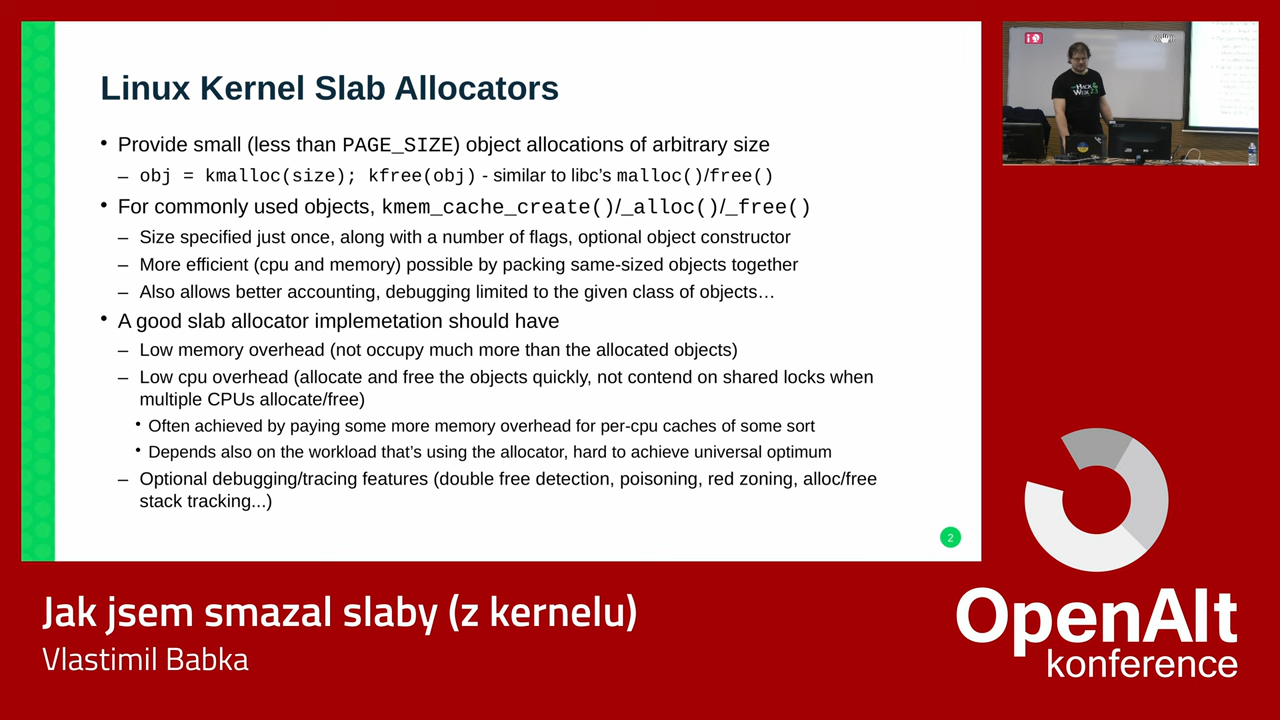 Linux Kernel Slab Allocators
• Provide small (less than PAGE_SIZE) object allocations of arbitrary size
– obj = kmalloc(size); kfree(obj) - similar to libc’s malloc()/free()
• For commonly used objects, kmem_cache_create()/_alloc()/_free()
– Size specified just once, along with a number of flags, optional object constructor
– More efficient (cpu and memory) possible by packing same-sized objects together
– Also allows better accounting, debugging limited to the given class of objects…
• A good slab allocator implemetation should have
– Low memory overhead (not occupy much more than the allocated objects)
– Low cpu overhead (allocate and free the objects quickly, not contend on shared locks when
multiple CPUs allocate/free)
• Often achieved by paying some more memory overhead for per-cpu caches of some sort
• Depends also on the workload that’s using the allocator, hard to achieve universal optimum
– Optional debugging/tracing features (double free detection, poisoning, red zoning, alloc/free
stack tracking...)
2
HACK
WEEK
Jak jsem smazal slaby (z kernelu)
Vlastimil Babka
OpenAlt
konference